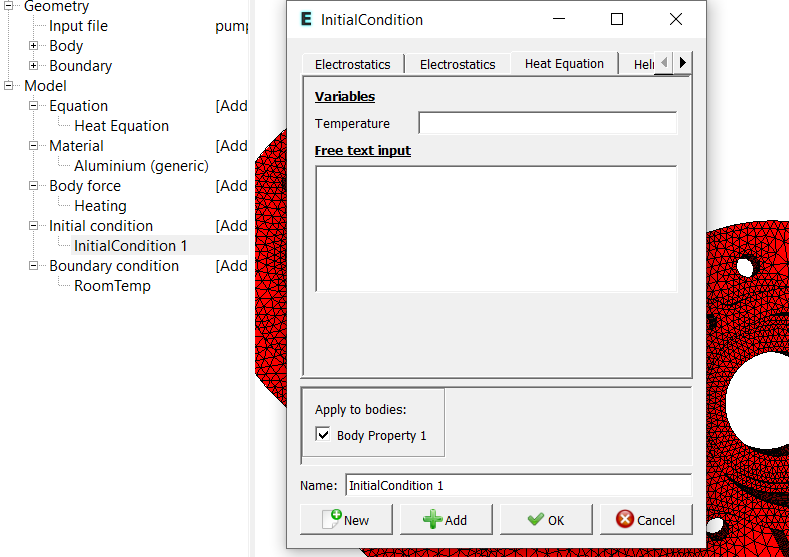 Geometry
Input file
Body
Boundary
Model
Equation [Add
Heat Equation
Material [Add
Aluminium (generic)
Body force [Add
Heating
Initial condition [Add
InitialCondition 1
Boundary condition [Add
RoomTemp
E InitialCondition
Electrostatics Electrostatics Heat Equation
Variables
Temperature
Free text input
Apply to bodies:
Body Property 1
Name: InitialCondition 1
New Add OK Cancel